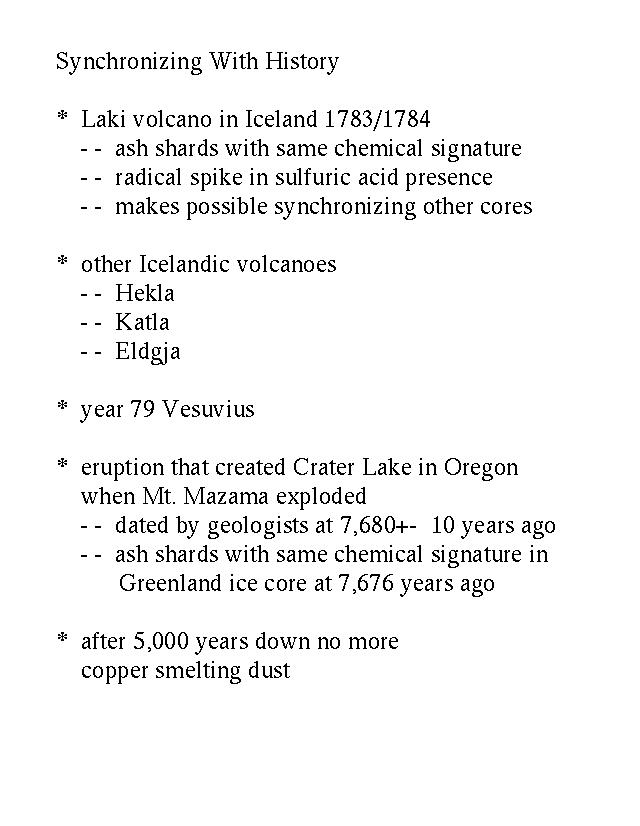 Synchronizing With History
* Laki volcano in Iceland 1783/1784
- - ash shards with same chemical signature
- - radical spike in sulfuric acid presence
- - makes possible synchronizing other cores
* other Icelandic volcanoes
- - Hekla
- - Katla
- - Eldgja
* year 79 Vesuvius
* eruption that created Crater Lake in Oregon
when Mt. Mazama exploded
- - dated by geologists at 7,680+- 10 years ago
- - ash shards with same chemical signature in
Greenland ice core at 7,676 years ago
* after 5,000 years down no more
copper smelting dust